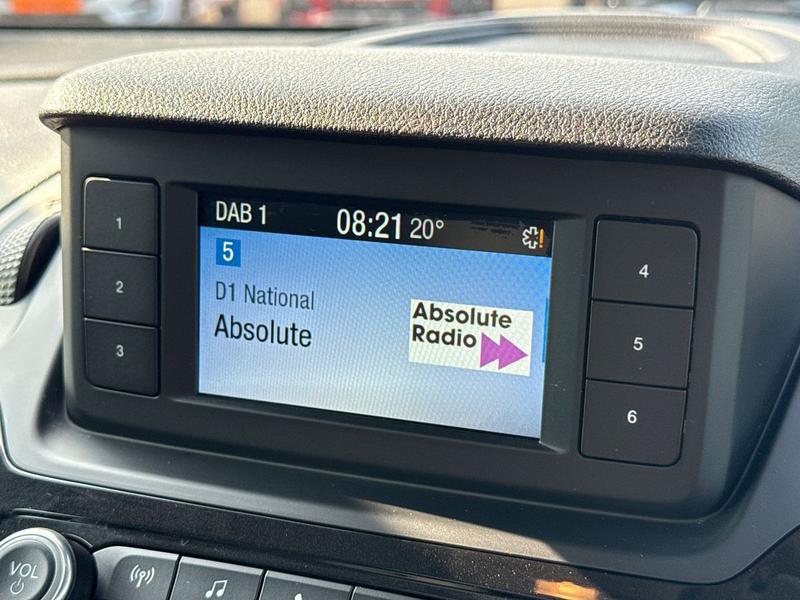 DAB 1 08:21 20°
5
D1 National
Absolute
Absolute
Radio
1
2
3
4
5
6
VOL